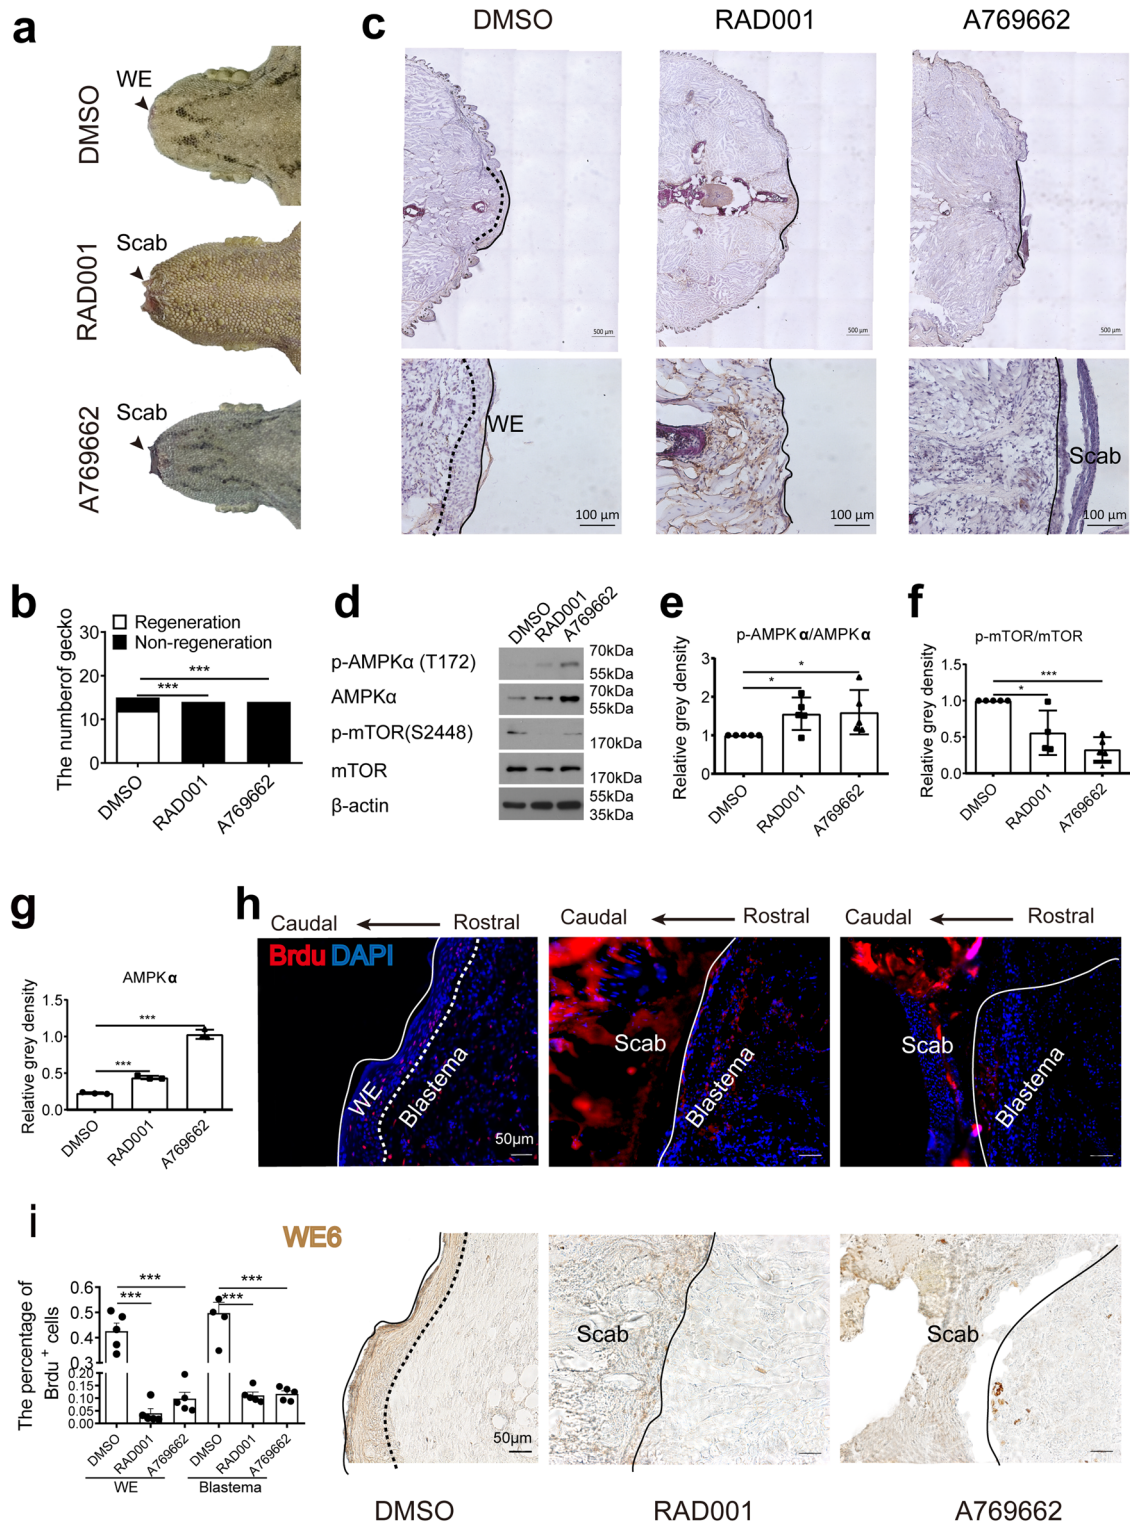 a
WE
DMSO
Scab
RAD001
Scab
A769662
c
DMSO
RAD001
A769662
500 μm
500 μm
500 μm
WE
100 μm
100 μm
Scab
100 μm
b
Regeneration
Non-regeneration
The numberof gecko
30
20
10
0
***
***
DMSO
RAD001
A769662
d
DMSO
RAD001
A769662
p-AMPKα (T172)
70kDa
55kDa
AMPKα
70kDa
55kDa
p-mTOR(S2448)
170kDa
mTOR
170kDa
β-actin
55kDa
35kDa
e
p-AMPKα/AMPKα
Relative grey density
3
2
1
0
*
*
DMSO
RAD001
A769662
f
p-mTOR/mTOR
Relative grey density
1.5
1.0
0.5
0.0
***
*
DMSO
RAD001
A769662
g
AMPKα
Relative grey density
1.5
1.0
0.5
0.0
***
***
DMSO
RAD001
A769662
h
Caudal Rostral
Caudal Rostral
Caudal Rostral
Brdu DAPI
WE
Blastema
50μm
Scab
Blastema
Scab
Blastema
i
The percentage of
Brdu + cells
0.6
0.5
0.4
0.3
0.20
0.15
0.10
0.05
0.00
***
***
***
***
DMSO
RAD001
A769662
DMSO
RAD001
A769662
WE
Blastema
WE6
50μm
Scab
Scab
DMSO
RAD001
A769662